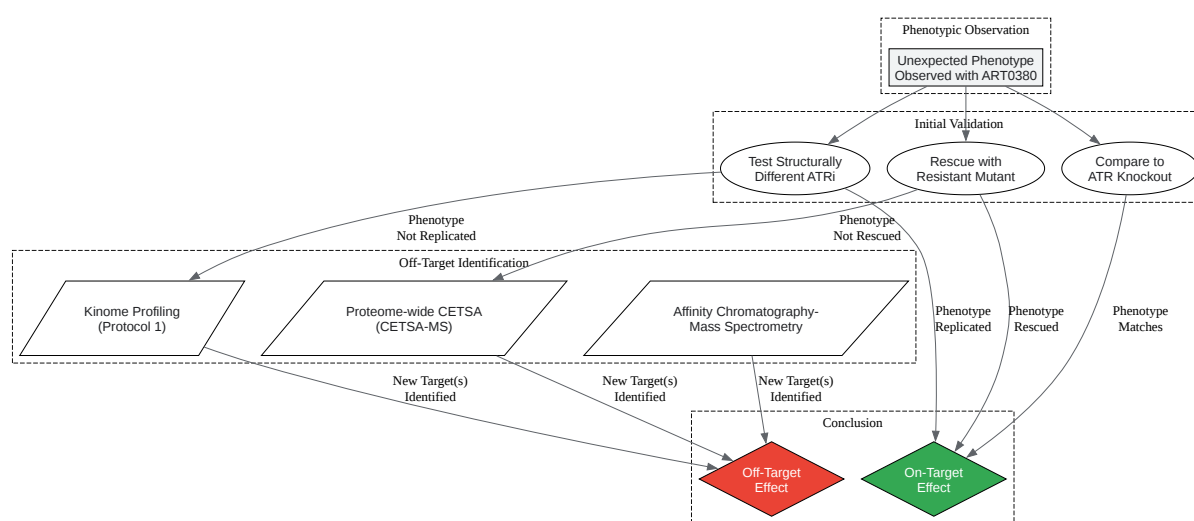 Phenotypic Observation
Unexpected Phenotype
Observed with ART0380
Initial Validation
Test Structurally
Different ATRi
Rescue with
Resistant Mutant
Compare to
ATR Knockout
Phenotype
Not Replicated
Phenotype
Not Rescued
Off-Target Identification
Kinome Profiling
(Protocol 1)
Proteome-wide CETSA
(CETSA-MS)
Affinity Chromatography-
Mass Spectrometry
Phenotype
Replicated
Phenotype
Rescued
Phenotype
Matches
New Target(s)
Identified
New Target(s)
Identified
New Target(s)
Identified
Conclusion
Off-Target
Effect
On-Target
Effect